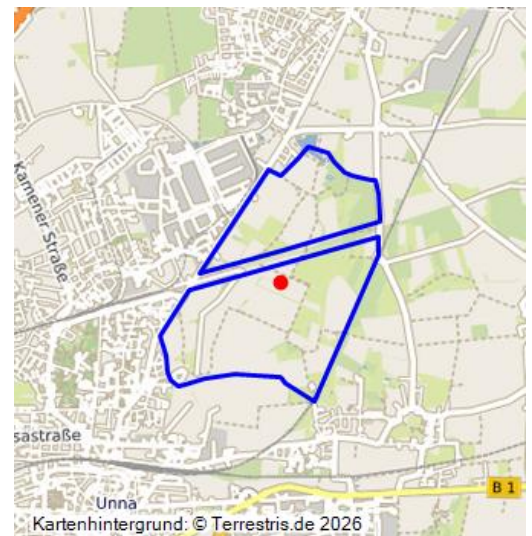 Kamener Straße
sastraße
B 1
Unna
Kartenhintergrund: © Terrestris.de 2026